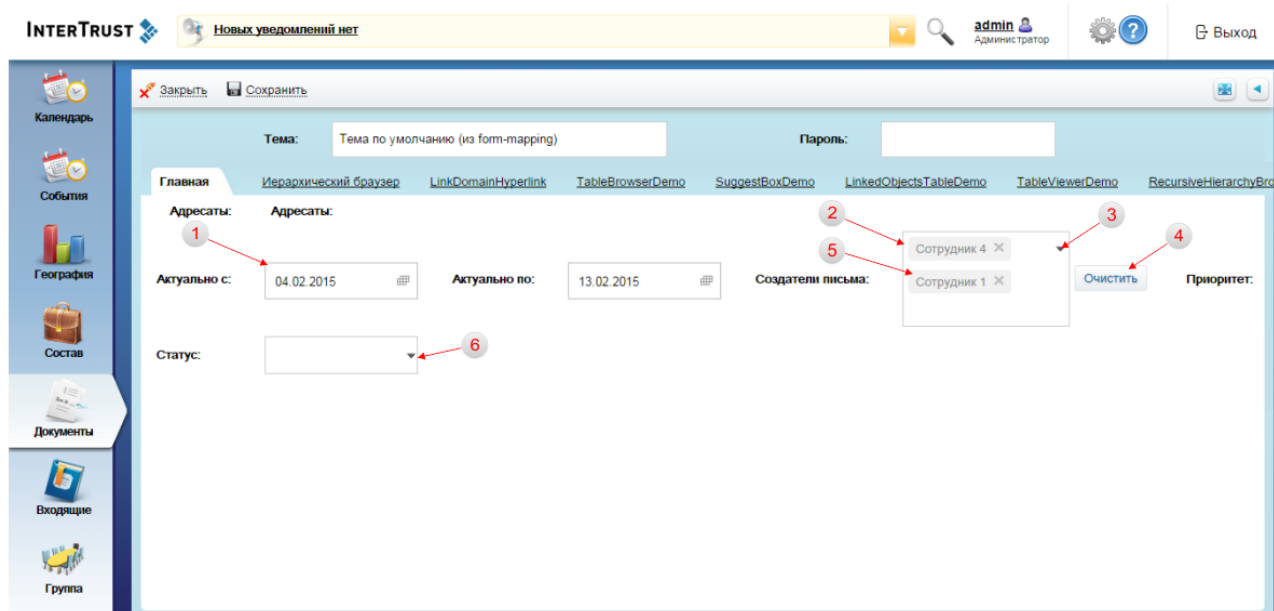 INTERTRUST
Новых уведомлений нет
admin
Администратор
Выход
Календарь
События
География
Состав
Документы
Входящие
Группа
Закрыть
Сохранить
Тема: Тема по умолчанию (из form-mapping) Пароль:
Главная Иерархический браузер LinkDomainHyperlink TableBrowserDemo SuggestBoxDemo LinkedObjectsTableDemo TableViewerDemo RecursiveHierarchyBro
Адресаты: Адресаты:
2 3
Сотрудник 4
1 5 4
Актуально с: 04.02.2015 Актуально по: 13.02.2015 Создатели письма: Сотрудник 1 Очистить Приоритет:
Статус: 6